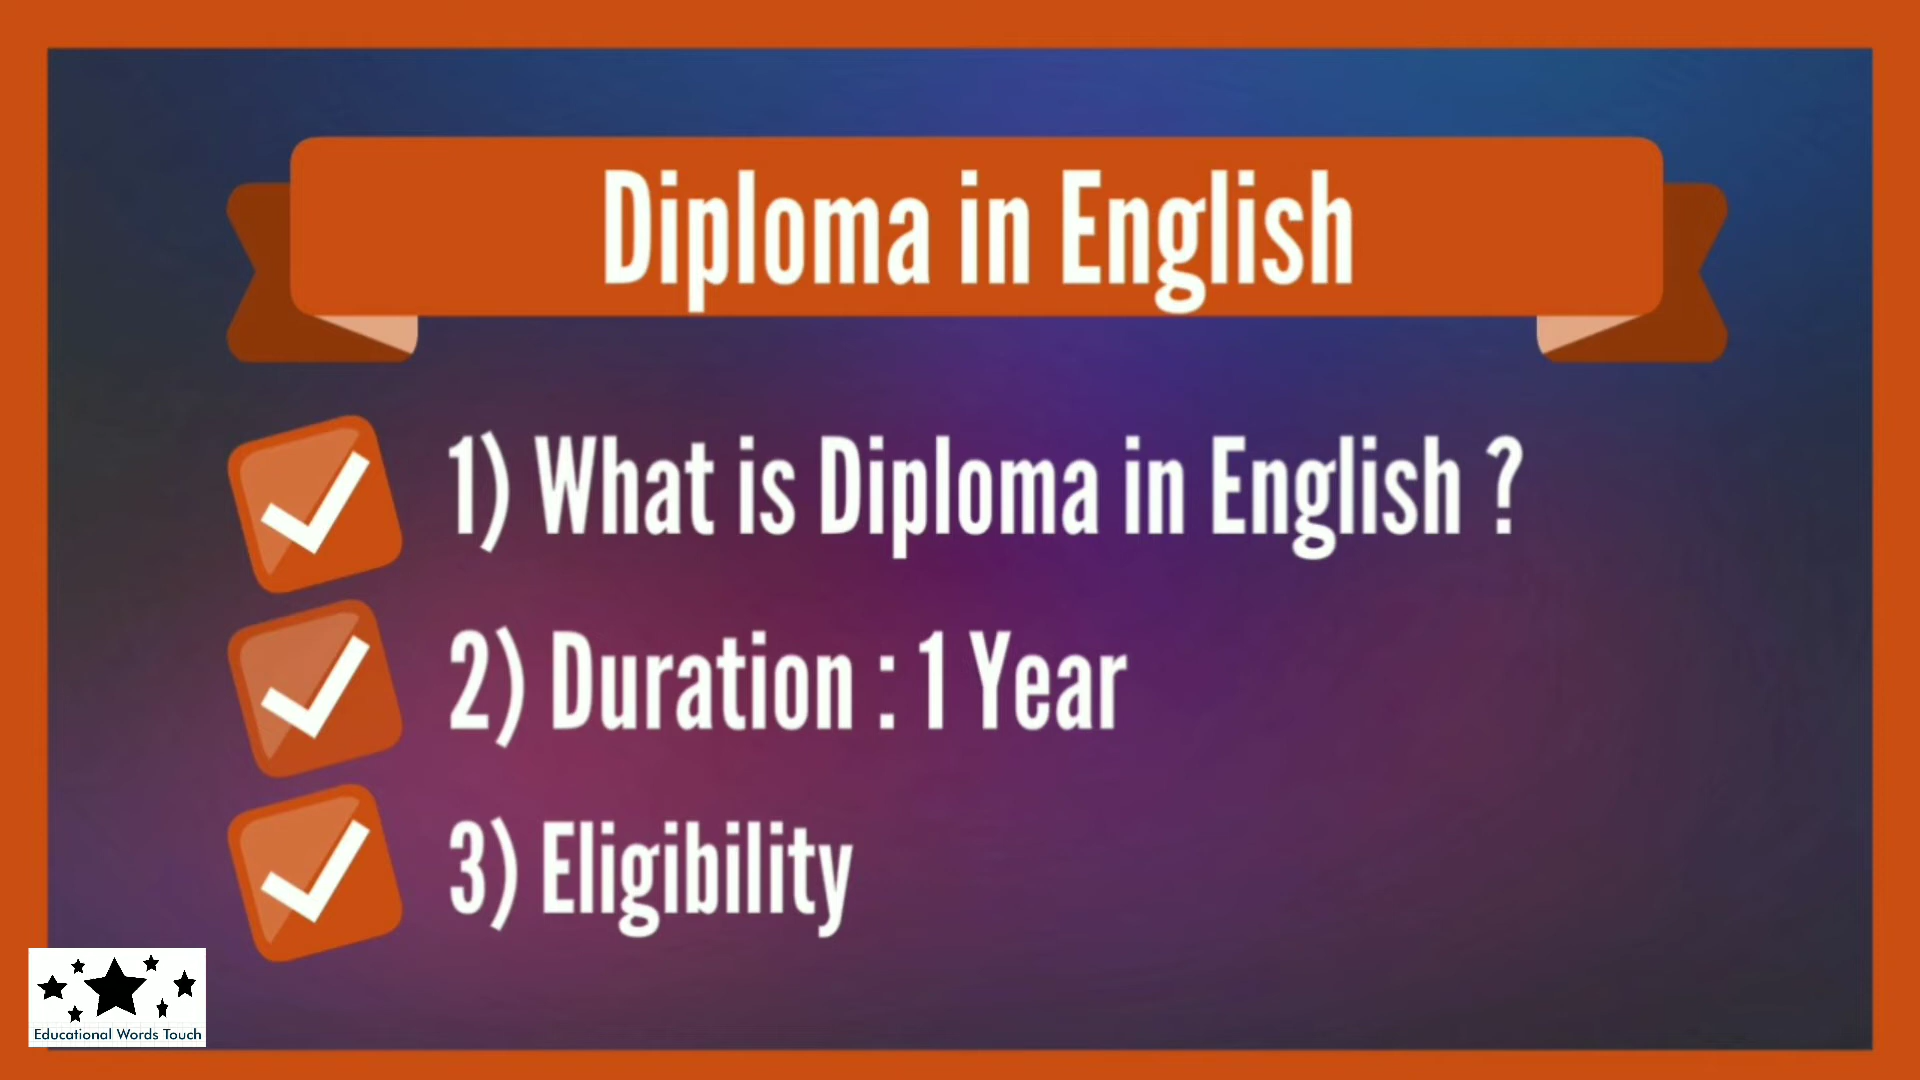 Diploma in English
1) What is Diploma in English ?
2) Duration : 1 Year
3) Eligibility
Educational Words Touch